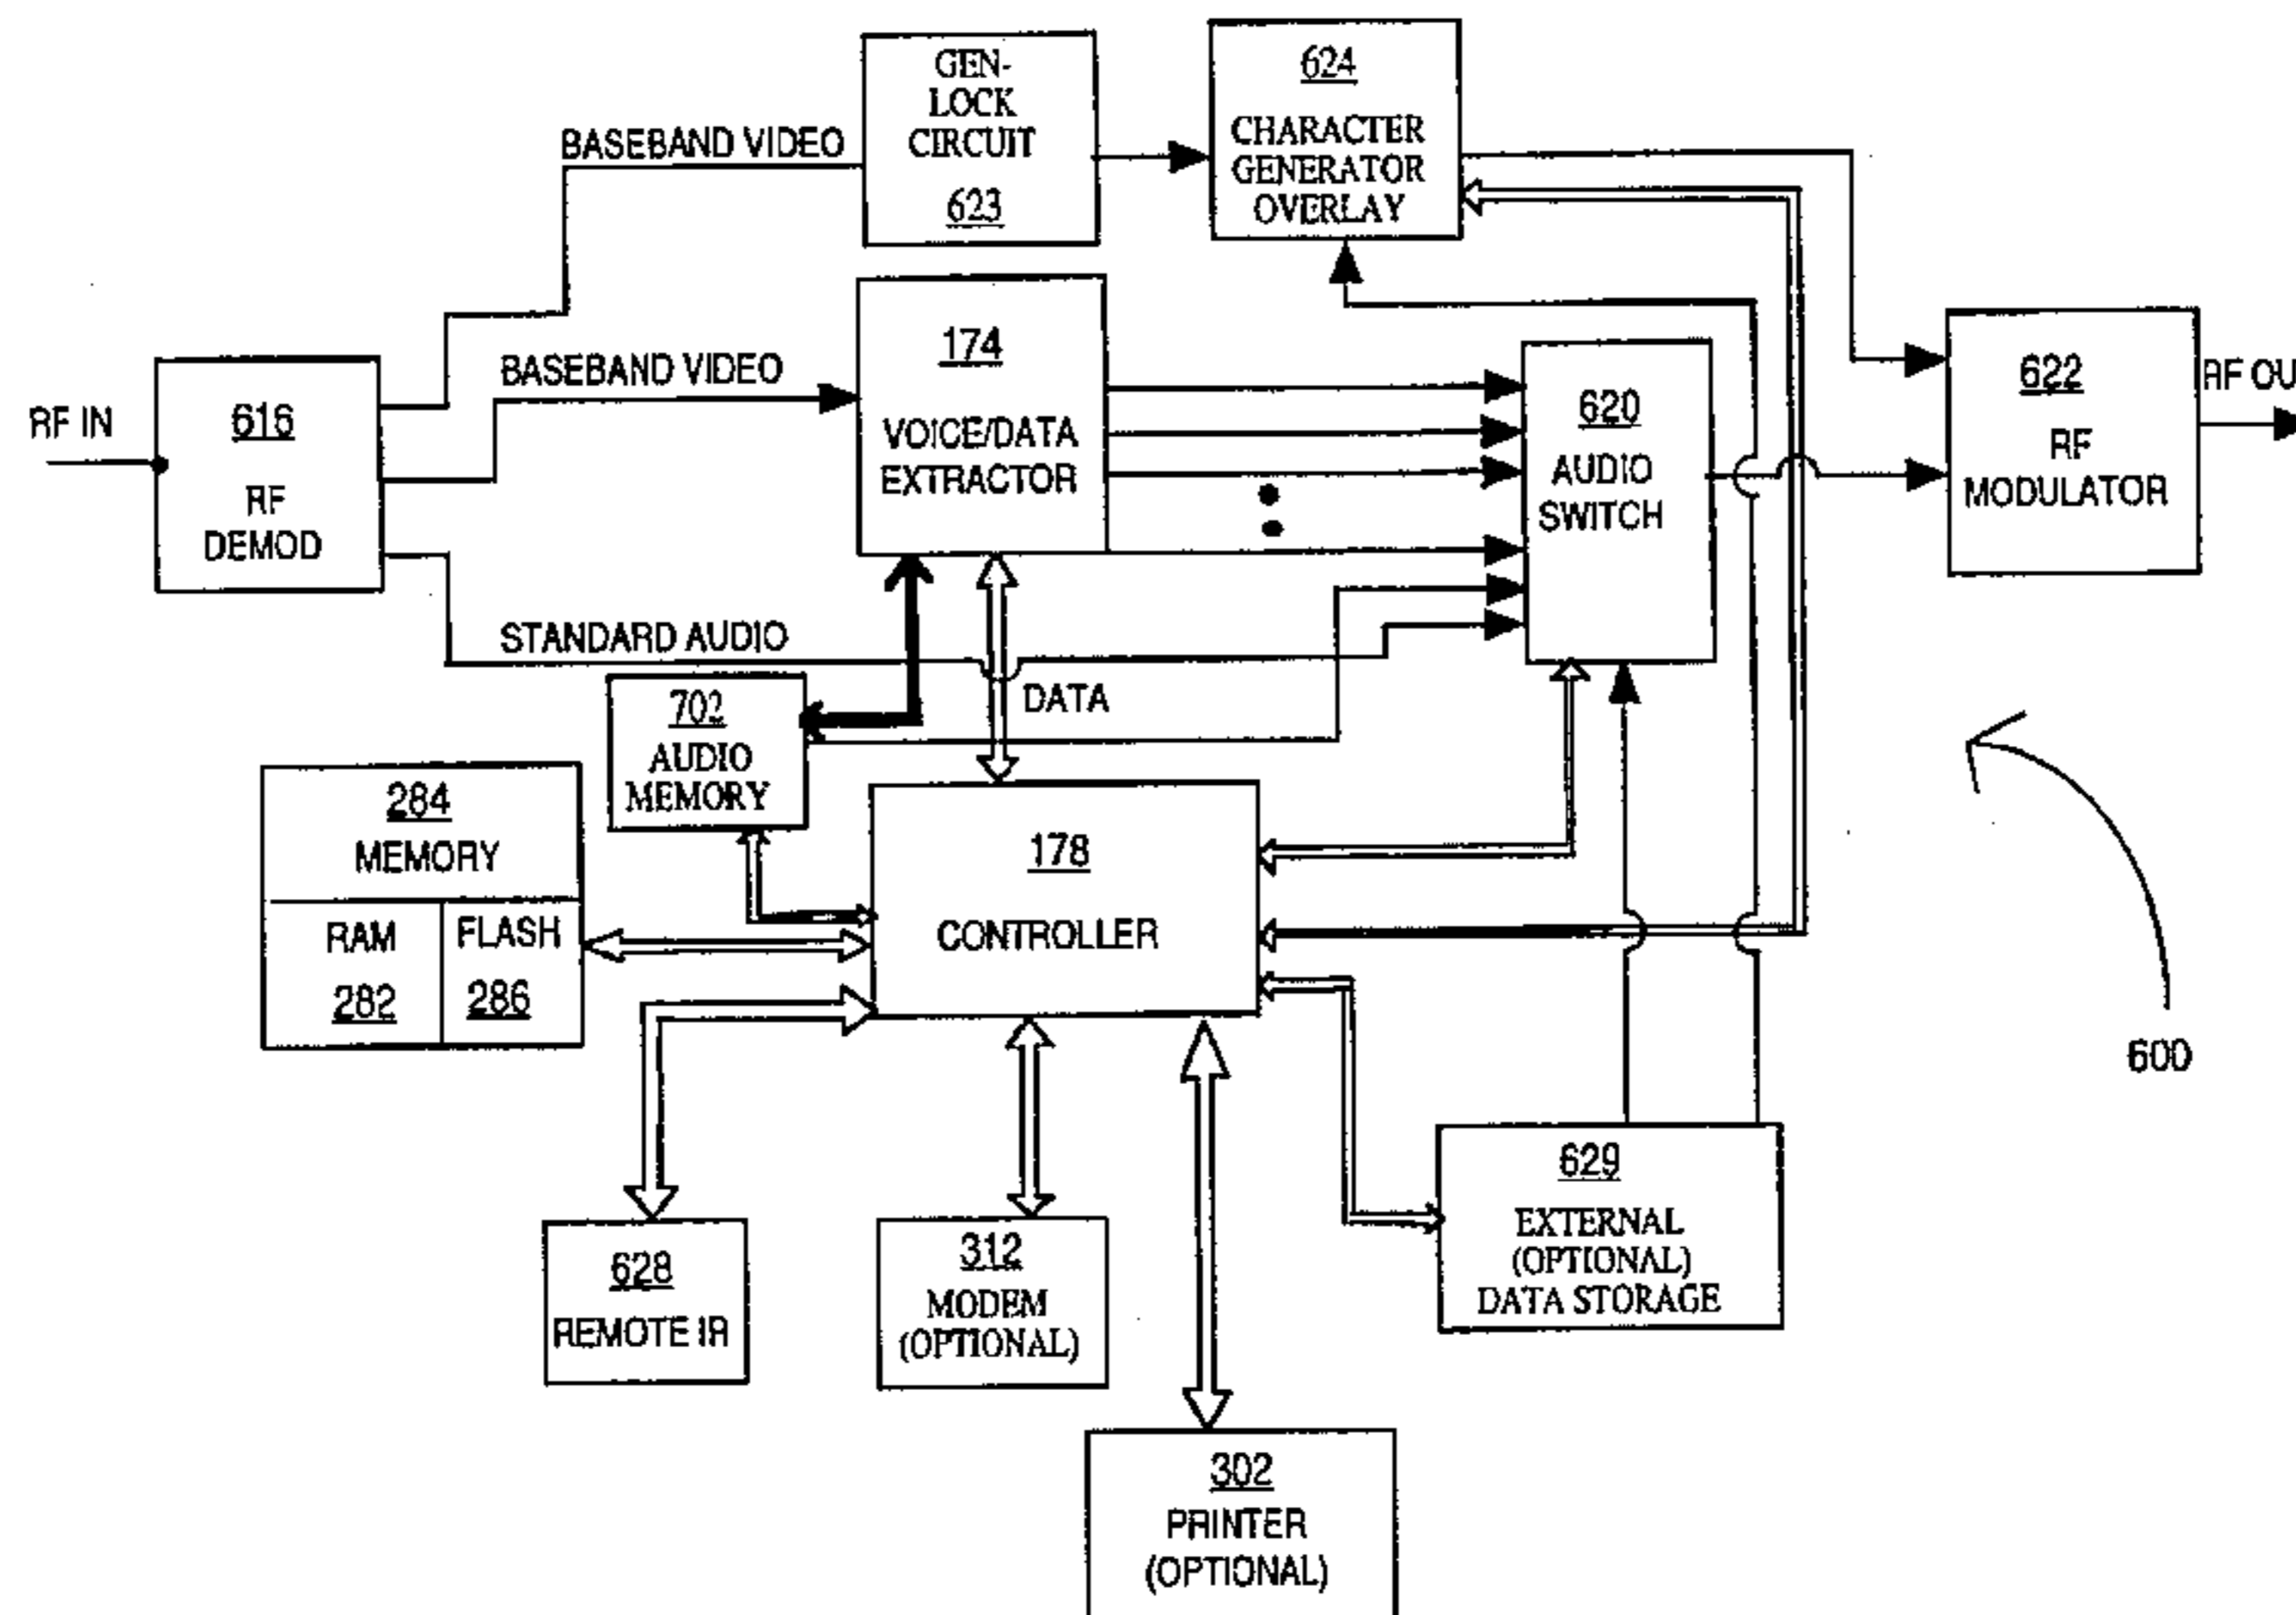 GEN-
LOCK
CIRCUIT
623
624
CHARACTER
GENERATOR
OVERLAY
BASEBAND VIDEO
RF IN
616
RF
DEMOD
BASEBAND VIDEO
174
VOICE/DATA
EXTRACTOR
620
AUDIO
SWITCH
622
RF
MODULATOR
RF OU
STANDARD AUDIO
DATA
702
AUDIO
MEMORY
284
MEMORY
RAM
282
FLASH
286
178
CONTROLLER
600
628
REMOTE IR
312
MODEM
(OPTIONAL)
629
EXTERNAL
(OPTIONAL)
DATA STORAGE
302
PRINTER
(OPTIONAL)